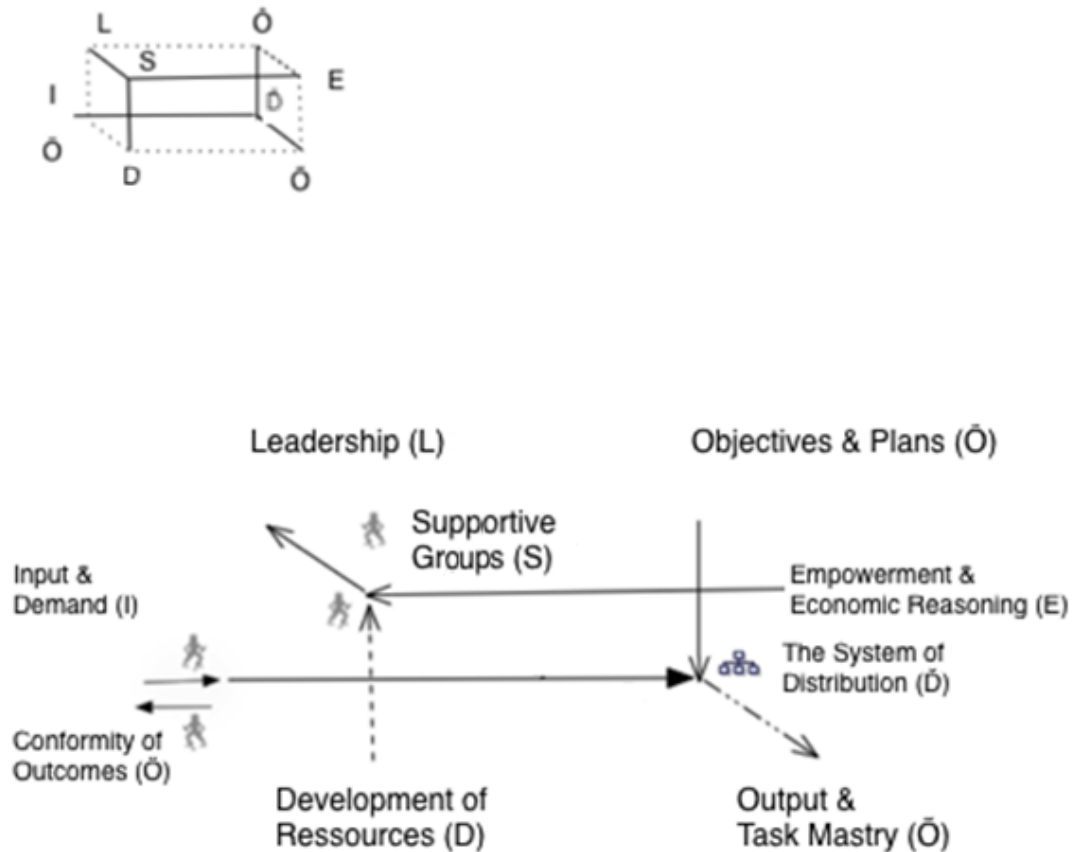 L
Ō
S
E
I
Ď
Ö
D
Ō
Leadership (L)
Objectives & Plans (Ō)
Supportive
Groups (S)
Input &
Demand (I)
Empowerment &
Economic Reasoning (E)
The System of
Distribution (Ď)
Conformity of
Outcomes (Ö)
Development of
Ressources (D)
Output &
Task Mastry (Ō)